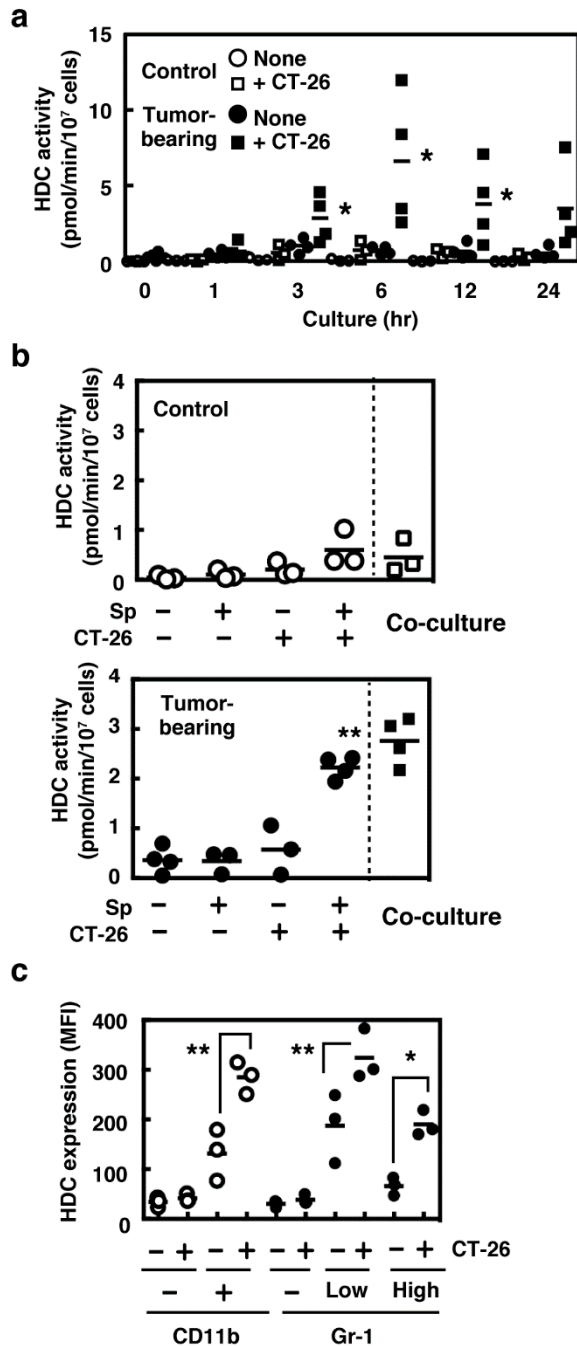 a
HDC activity
(pmol/min/10⁷ cells)
15
10
5
0
Control
None
+ CT-26
Tumor-
bearing
None
+ CT-26
*
*
*
0 1 3 6 12 24
Culture (hr)
b
HDC activity
(pmol/min/10⁷ cells)
4
3
2
1
0
Control
Sp − + − +
CT-26 − − + +
Co-culture
HDC activity
(pmol/min/10⁷ cells)
4
3
2
1
0
Tumor-
bearing
**
Sp − + − +
CT-26 − − + +
Co-culture
c
HDC expression (MFI)
400
300
200
100
0
** ** *
− + − + − + − + − + CT-26
− + − Low High
CD11b Gr-1